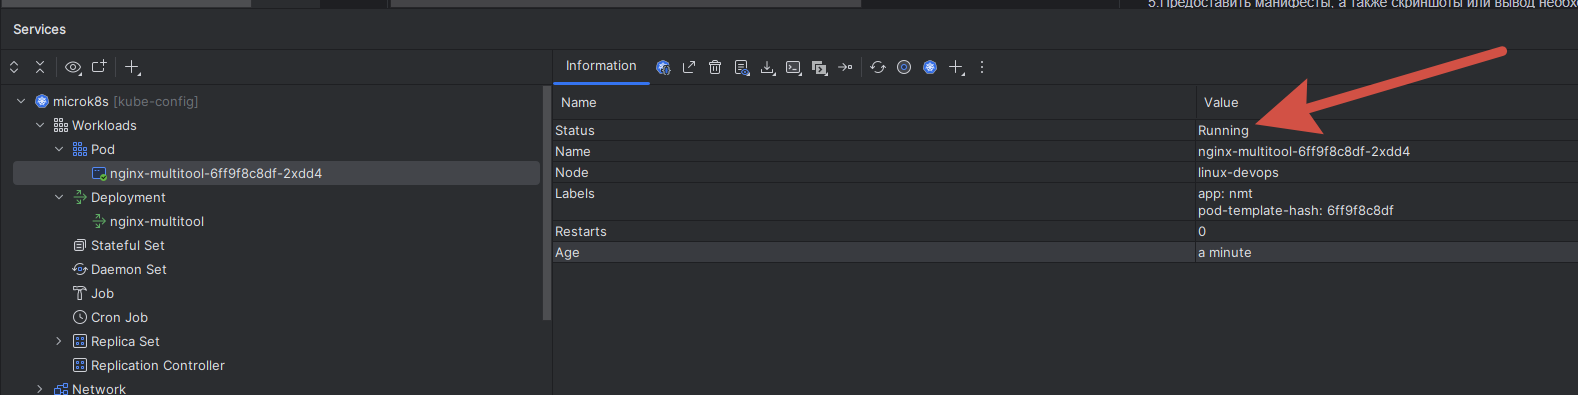 5.Предоставить манифесты, а также скриншоты или вывод необхо
Services
Information
microk8s [kube-config]
Workloads
Pod
nginx-multitool-6ff9f8c8df-2xdd4
Deployment
nginx-multitool
Stateful Set
Daemon Set
Job
Cron Job
Replica Set
Replication Controller
Network
Name Value
Status Running
Name nginx-multitool-6ff9f8c8df-2xdd4
Node linux-devops
Labels app: nmt
pod-template-hash: 6ff9f8c8df
Restarts 0
Age a minute